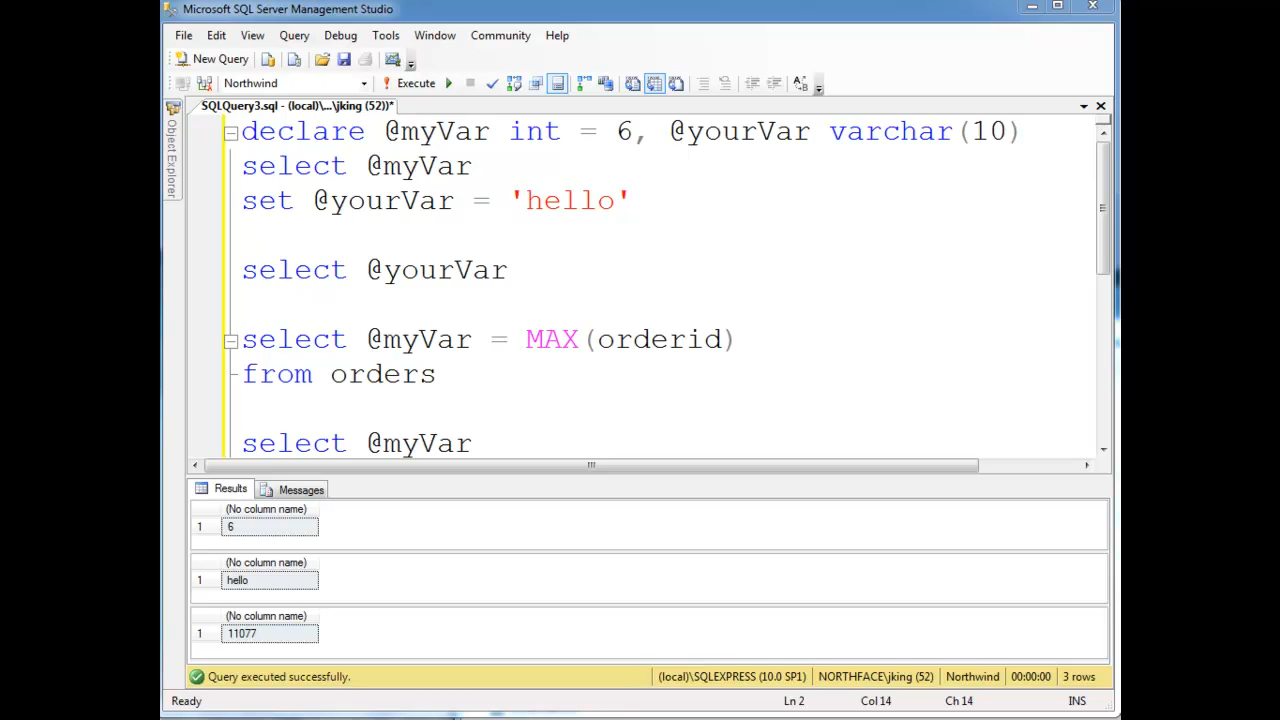 Microsoft SQL Server Management Studio
File Edit View Query Debug Tools Window Community Help
New Query
Northwind Execute
SQLQuery3.sql - (local)\...\jking (52))*
Object Explorer
declare @myVar int = 6, @yourVar varchar(10)
select @myVar
set @yourVar = 'hello'
select @yourVar
select @myVar = MAX(orderid)
from orders
select @myVar
Results Messages
(No column name)
1 6
(No column name)
1 hello
(No column name)
1 11077
Query executed successfully. (local)\SQLEXPRESS (10.0 SP1) NORTHFACE\jking (52) Northwind 00:00:00 3 rows
Ready Ln 2 Col 14 Ch 14 INS